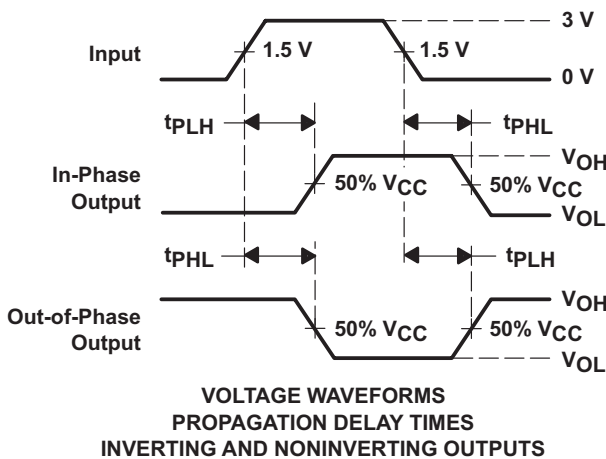 3 V
Input
1.5 V
1.5 V
0 V
tPLH
tPHL
In-Phase
Output
50% VCC
VOH
50% VCC
VOL
tPHL
tPLH
Out-of-Phase
Output
50% VCC
VOH
50% VCC
VOL
VOLTAGE WAVEFORMS
PROPAGATION DELAY TIMES
INVERTING AND NONINVERTING OUTPUTS